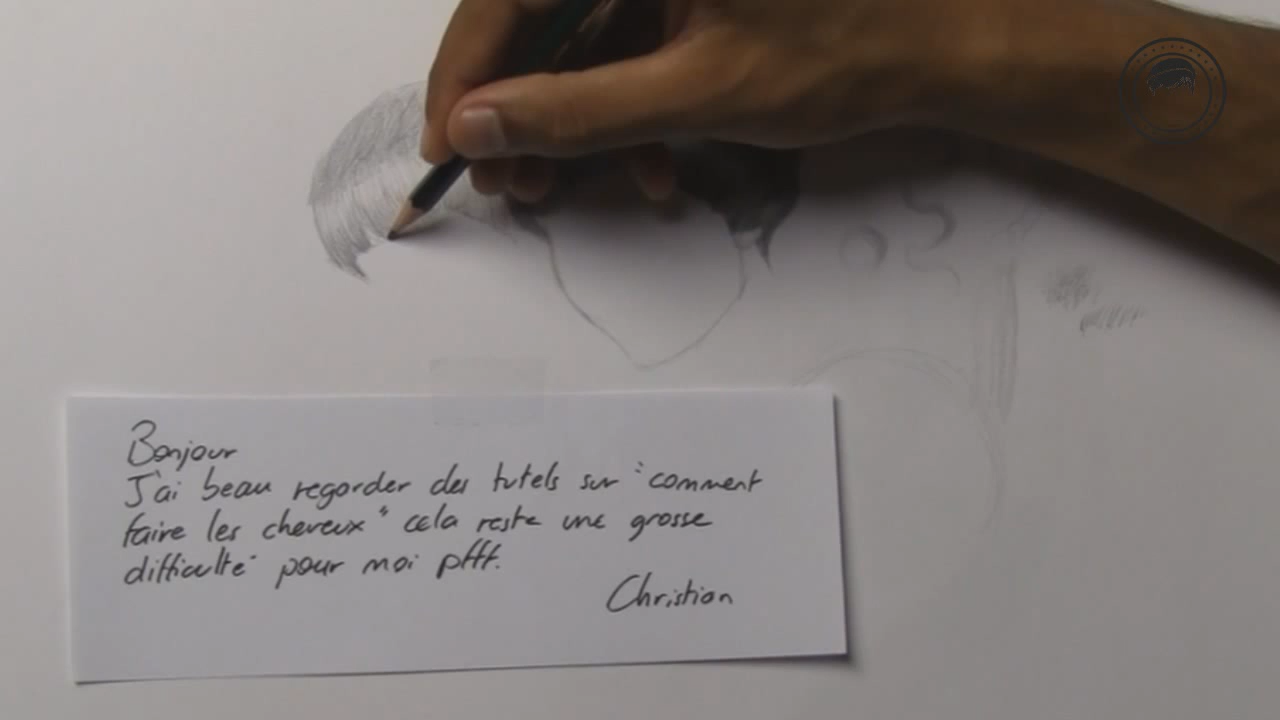 Bonjour
J'ai beau regarder des tutels sur "comment
faire les cheveux" cela reste une grosse
difficulté pour moi pfff.
Christian